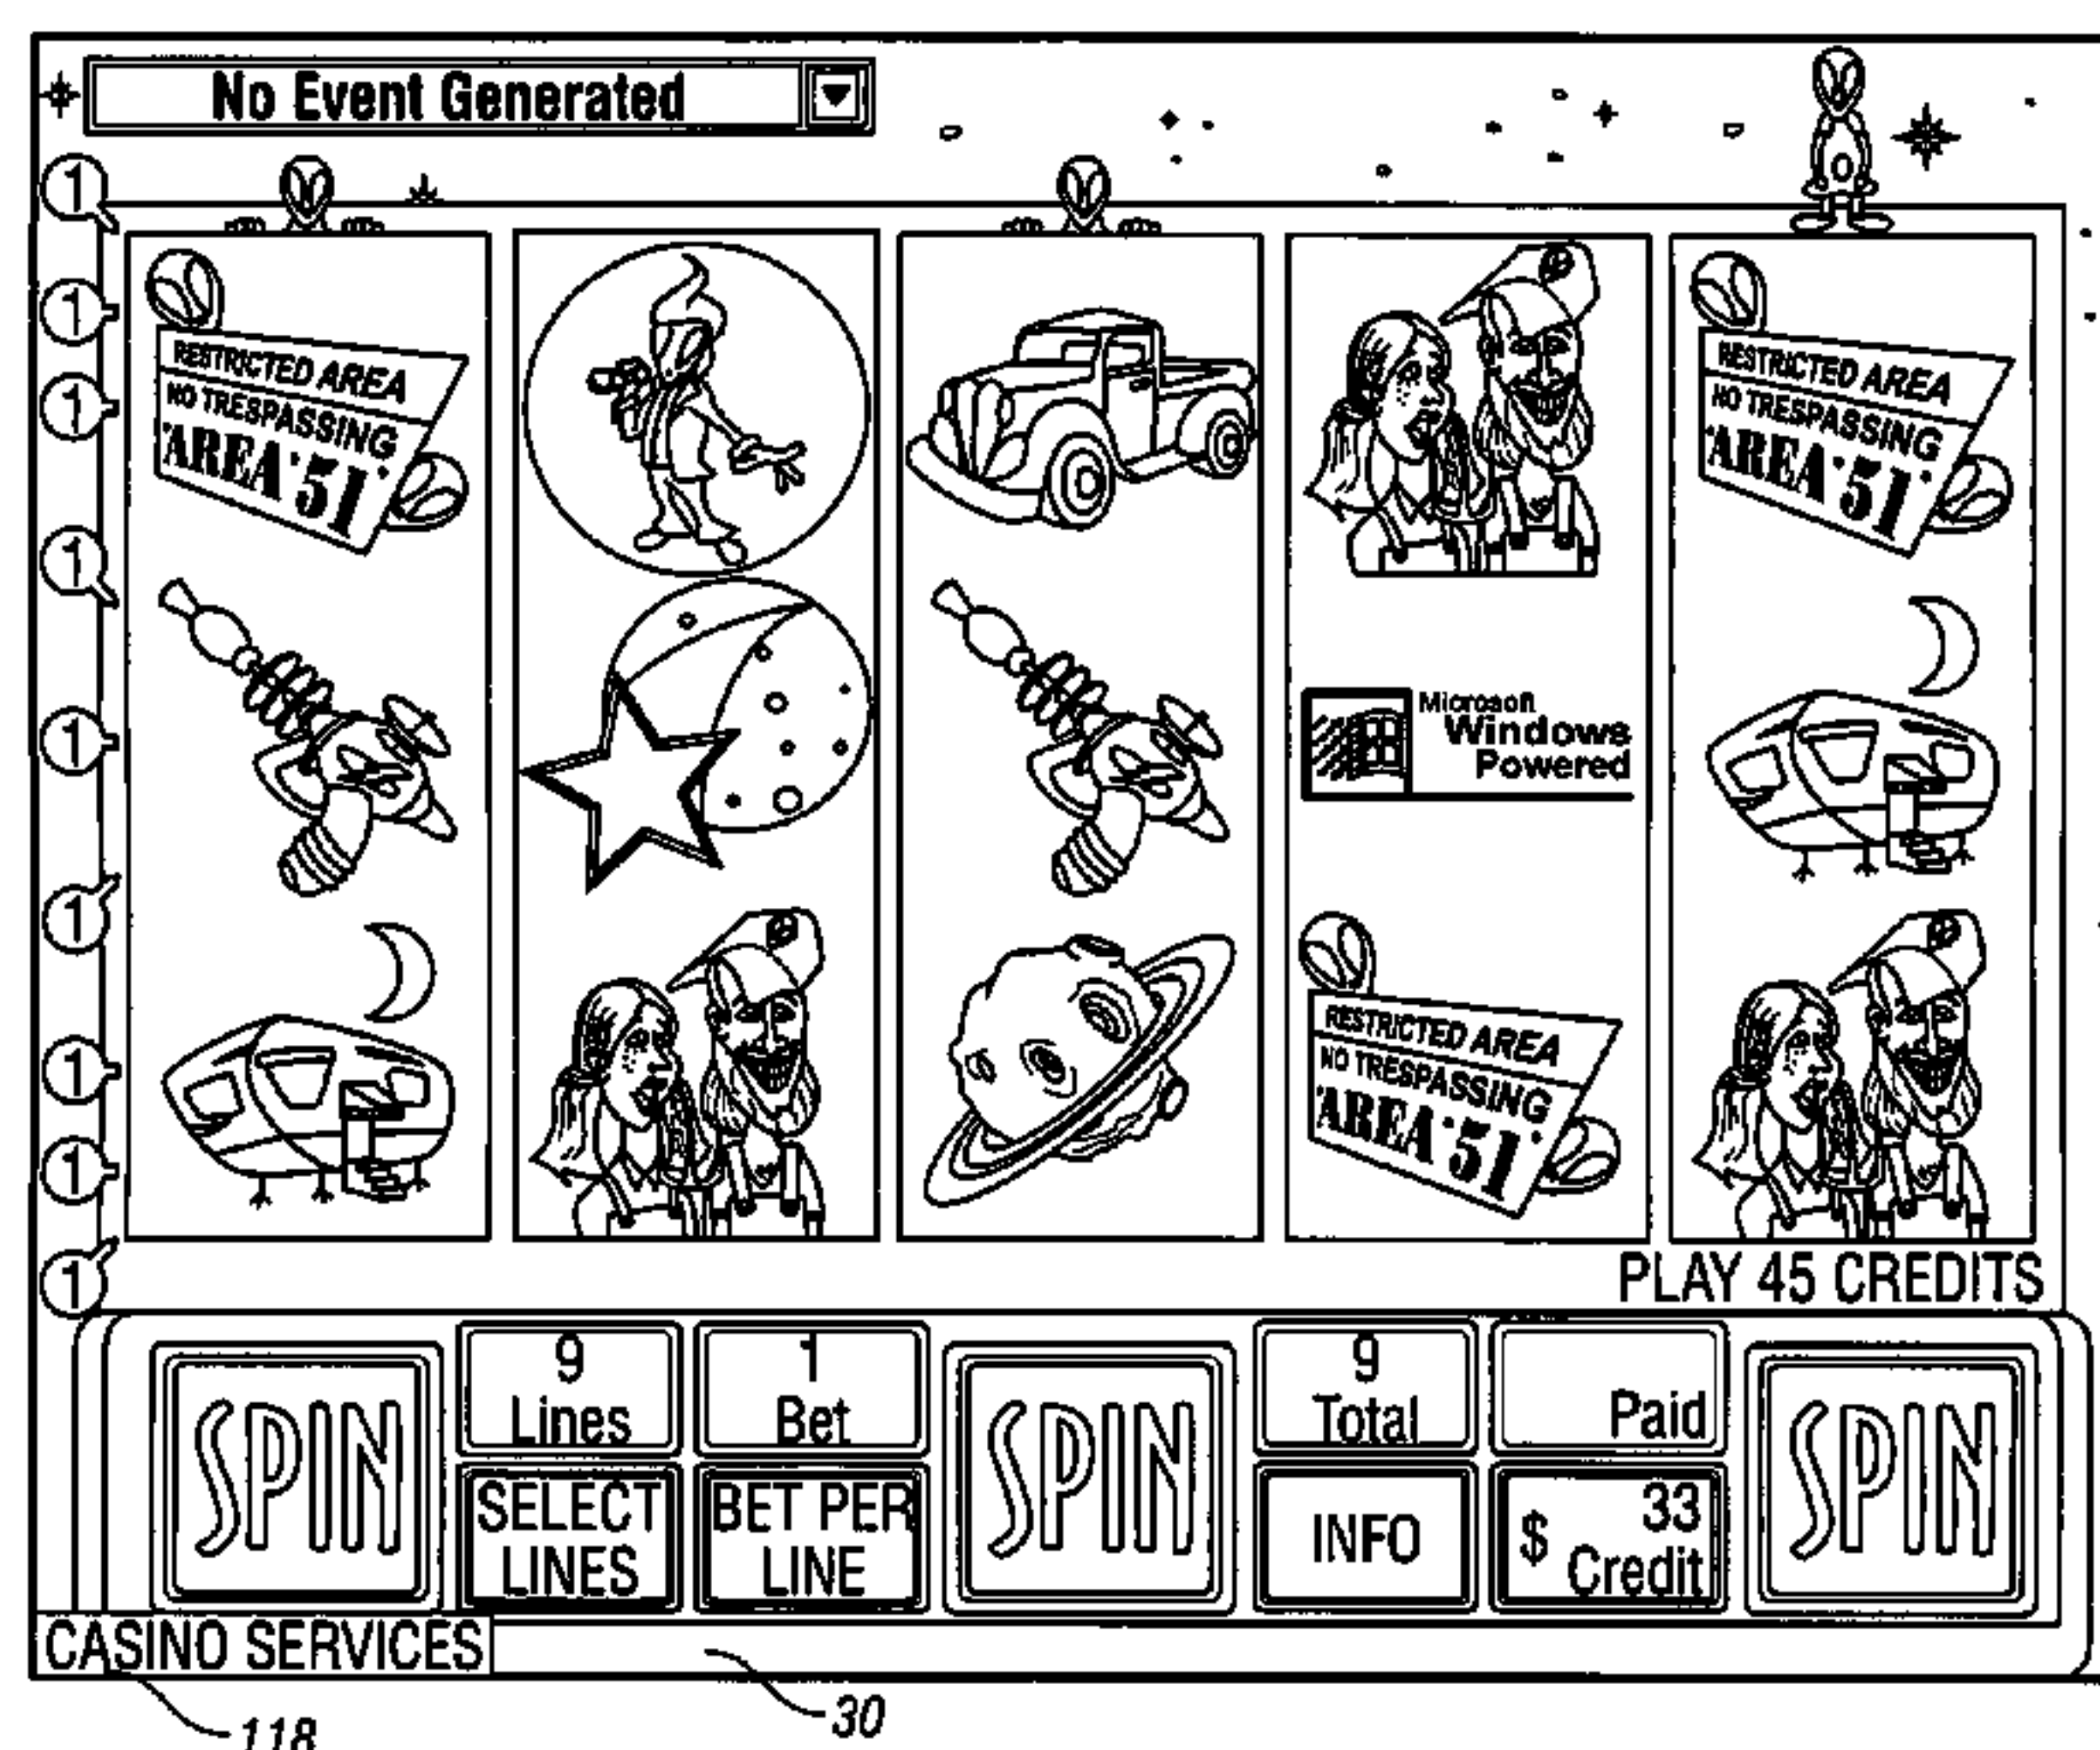 No Event Generated
1
1
1
1
1
1
1
1
1
RESTRICTED AREA
NO TRESPASSING
'AREA'51'
RESTRICTED AREA
NO TRESPASSING
'AREA'51'
Microsoft
Windows
Powered
RESTRICTED AREA
NO TRESPASSING
'AREA'51'
PLAY 45 CREDITS
SPIN
9
Lines
1
Bet
SELECT
LINES
BET PER
LINE
SPIN
9
Total
Paid
INFO
$ 33
Credit
SPIN
CASINO SERVICES
118
30